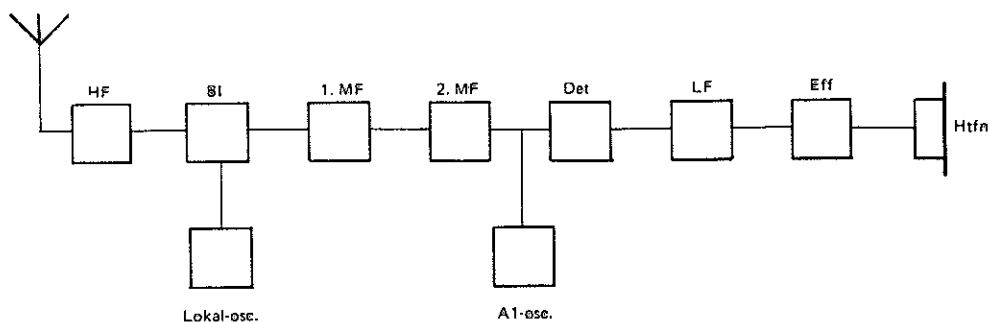 HF
Bl
1. MF
2. MF
Det
LF
Eff
Htfn
Lokal-osc.
A1-osc.